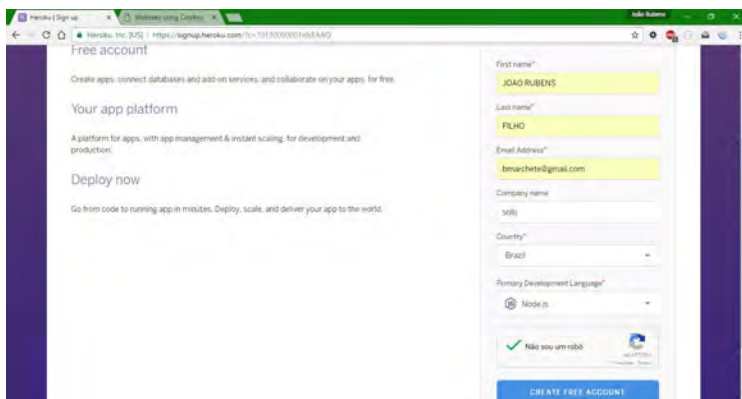 Heroku | Sign up
João Rubens
Heroku, Inc. [US] | https://signup.heroku.com/?c=
Free account
Create apps, connect databases and add-on services, and collaborate on your apps, for free.
Your app platform
A platform for apps, with app management & instant scaling, for development and
production.
Deploy now
Go from code to running app in minutes. Deploy, scale, and deliver your app to the world.
First name*
JOAO RUBENS
Last name*
FILHO
Email Address*
bmarchete@gmail.com
Company name
solo
Country*
Brazil
Primary Development Language*
JS Node.js
Não sou um robô
reCAPTCHA
CREATE FREE ACCOUNT